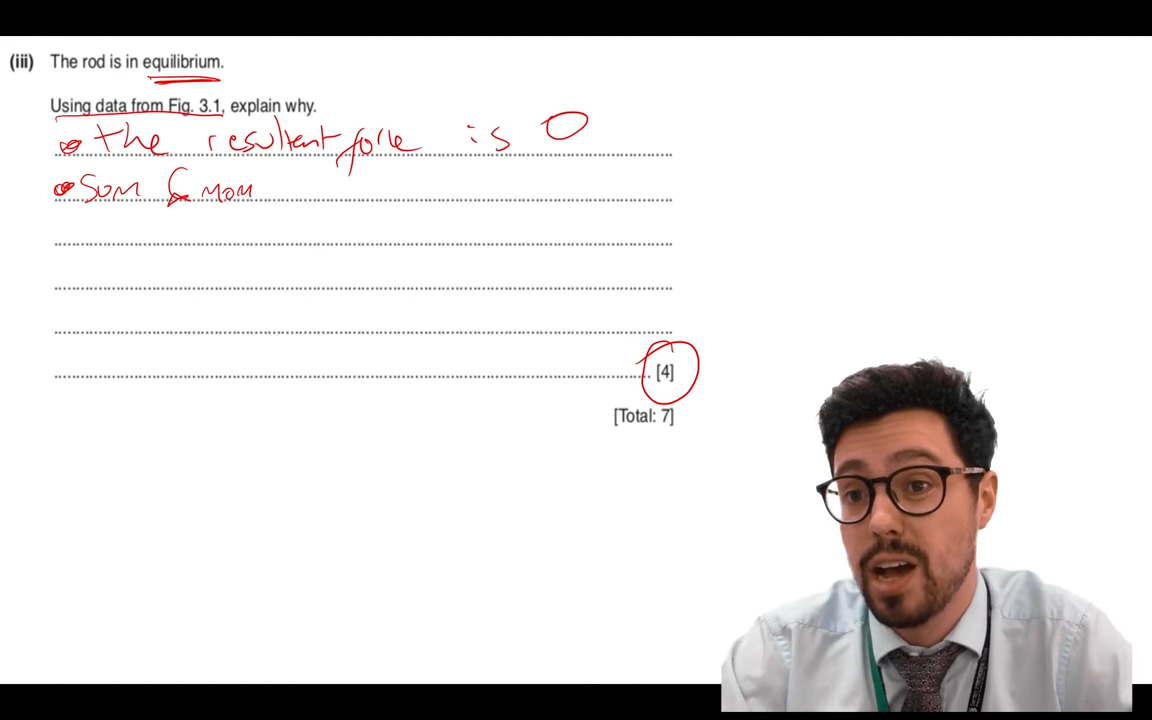 (iii) The rod is in equilibrium.
Using data from Fig. 3.1, explain why.
the resultent force is 0
Sum & mom
[4]
[Total: 7]